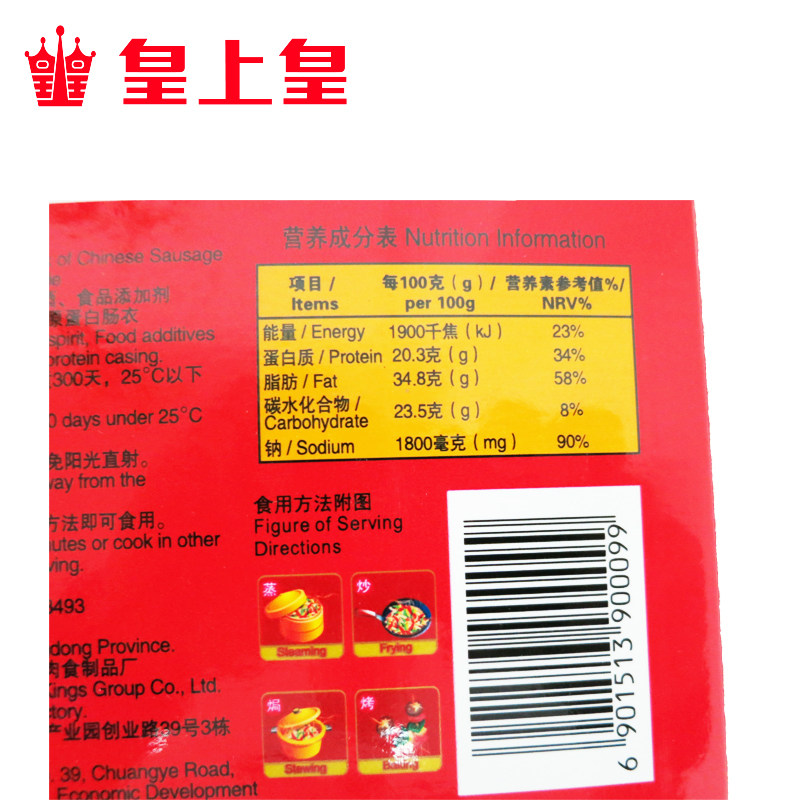 皇上皇
of Chinese Sausage
、食品添加剂
蛋白肠衣
spirit, Food additives
protein casing.
300天，25°C以下
0 days under 25°C
免阳光直射。
way from the
方法即可食用。
utes or cook in other
ving.
3493
dong Province.
肉食制品厂
Kings Group Co., Ltd.
tory.
产业园创业路39号3栋
. 39, Chuangye Road,
Economic Development
营养成分表 Nutrition Information
项目 / Items 每100克（g）/ per 100g 营养素参考值%/ NRV%
能量 / Energy 1900千焦（kJ） 23%
蛋白质 / Protein 20.3克（g） 34%
脂肪 / Fat 34.8克（g） 58%
碳水化合物 / Carbohydrate 23.5克（g） 8%
钠 / Sodium 1800毫克（mg） 90%
食用方法附图
Figure of Serving
Directions
蒸 炒
Steaming Frying
焗 烤
Stewing Baking
6 901513 900099